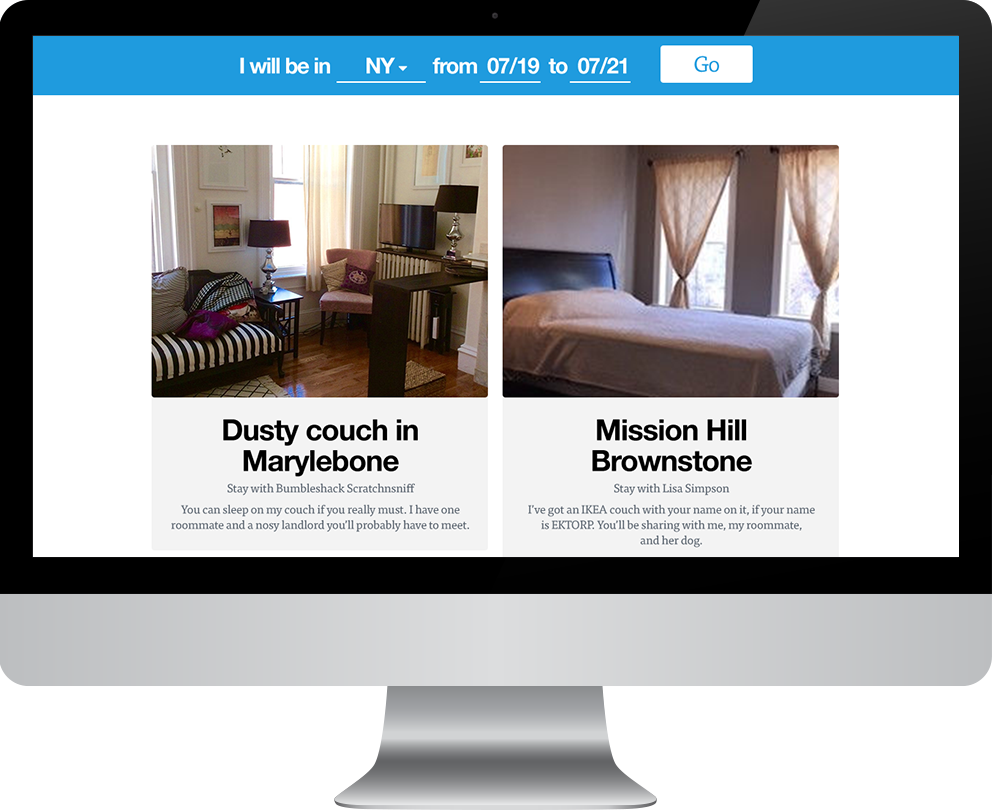 I will be in NY from 07/19 to 07/21 Go
Dusty couch in
Marylebone
Stay with Bumbleshack Scratchnsniff
You can sleep on my couch if you really must. I have one
roommate and a nosy landlord you'll probably have to meet.
Mission Hill
Brownstone
Stay with Lisa Simpson
I've got an IKEA couch with your name on it, if your name
is EKTORP. You'll be sharing with me, my roommate,
and her dog.